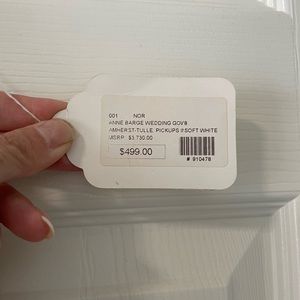 001 NOR
ANNE BARGE WEDDING GOWN
AMHERST-TULLE PICKUPS #SOFT WHITE
MSRP: $3,730.00
$499.00
# 910478